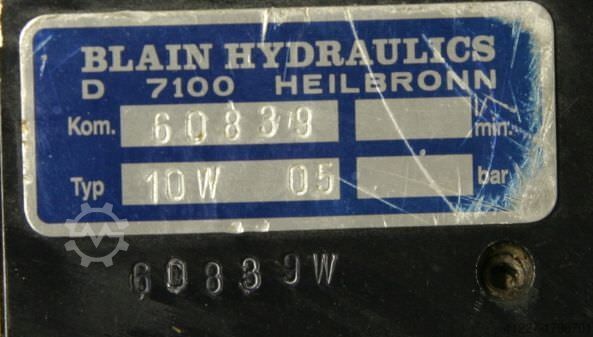 BLAIN HYDRAULICS
D 7100 HEILBRONN
Kom. 60839 l/min.
Typ 10W 05 bar
60839W